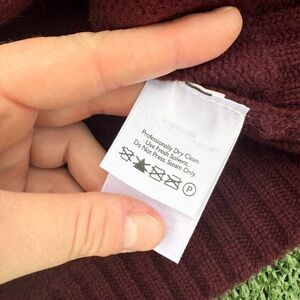 Professionally Dry Clean.
Use Fresh Solvent.
Do Not Press. Steam Only.
P